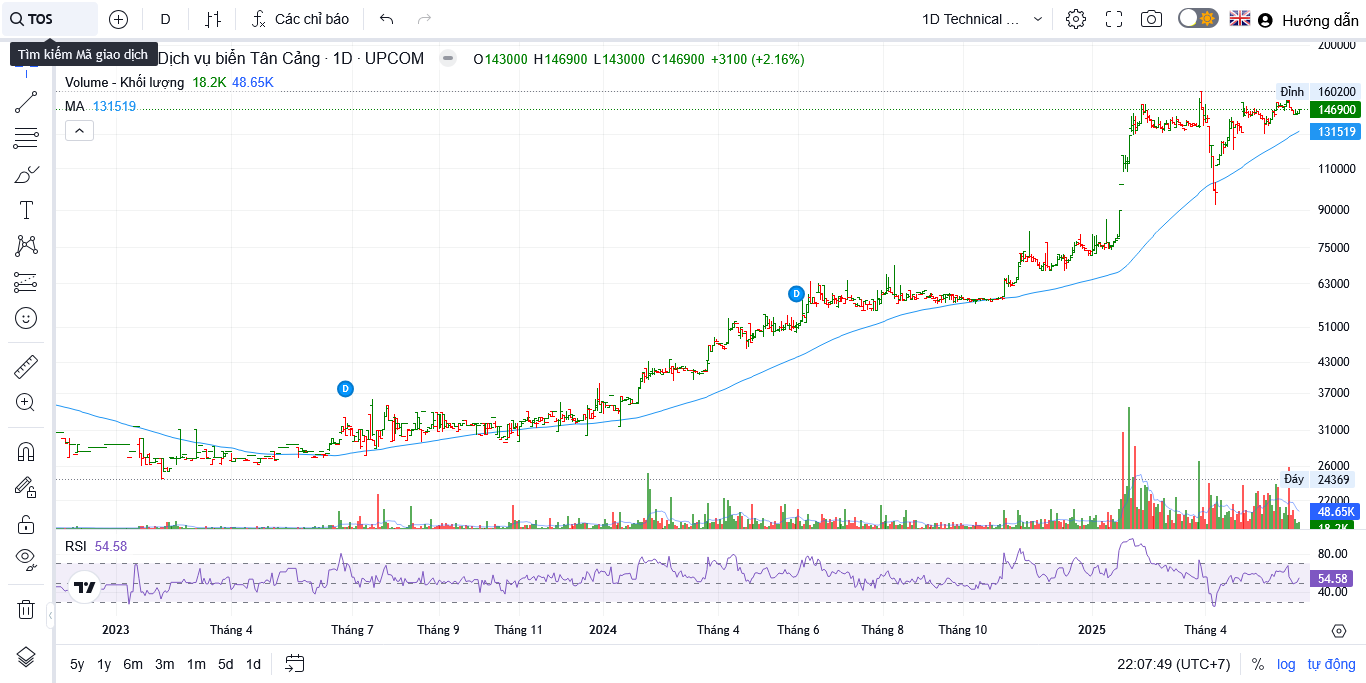 TOS
D
Các chỉ báo
1D Technical ...
Hướng dẫn
Tìm kiếm Mã giao dịch
Dịch vụ biển Tân Cảng · 1D · UPCOM
O143000 H146900 L143000 C146900 +3100 (+2.16%)
Volume - Khối lượng 18.2K 48.65K
MA 131519
200000
Đỉnh 160200
146900
131519
110000
90000
75000
63000
51000
43000
37000
31000
26000
Đáy 24369
22000
48.65K
18.2K
D
D
RSI 54.58
80.00
54.58
40.00
2023 Tháng 4 Tháng 7 Tháng 9 Tháng 11 2024 Tháng 4 Tháng 6 Tháng 8 Tháng 10 2025 Tháng 4
5y 1y 6m 3m 1m 5d 1d
22:07:49 (UTC+7) % log tự động